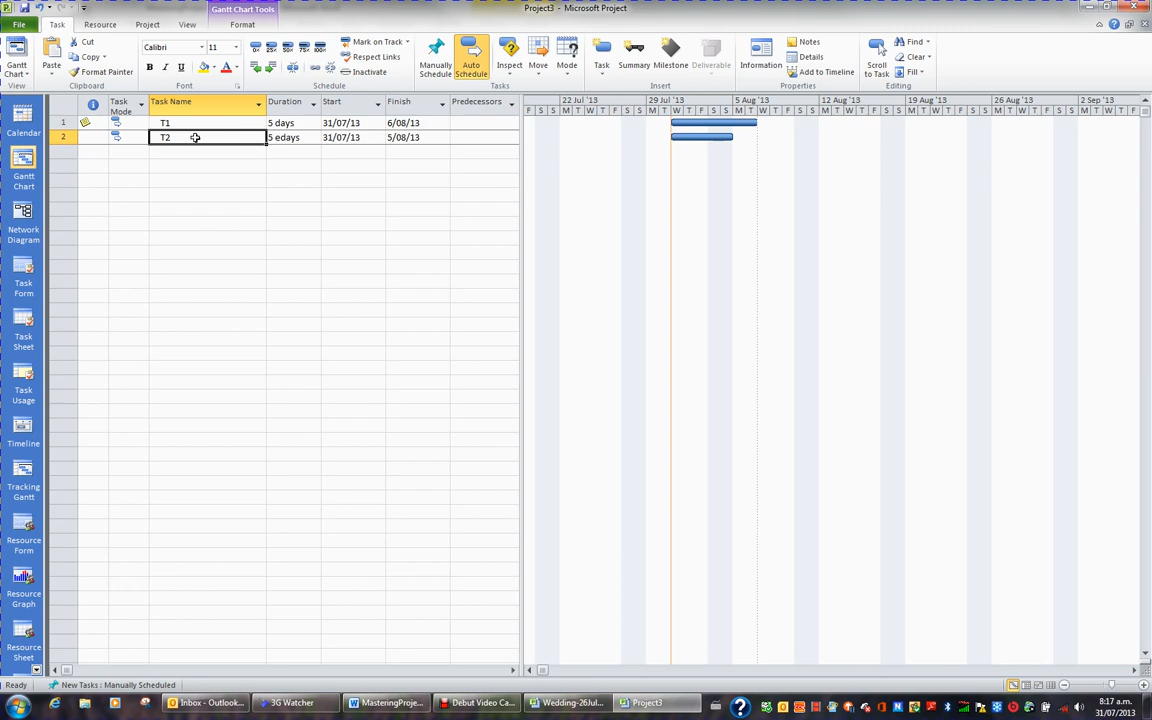 Gantt Chart Tools
Project3 - Microsoft Project
File Task Resource Project View Format
Gantt Chart
View
Paste
Cut
Copy
Format Painter
Clipboard
Calibri 11
B I U A
Font
0% 25% 50% 75% 100%
Mark on Track
Respect Links
Inactivate
Schedule
Manually Schedule
Auto Schedule
Inspect
Move
Mode
Tasks
Task
Summary
Milestone
Deliverable
Insert
Information
Notes
Details
Add to Timeline
Properties
Scroll to Task
Find
Clear
Fill
Editing
Task Mode Task Name Duration Start Finish Predecessors
22 Jul '13 29 Jul '13 5 Aug '13 12 Aug '13 19 Aug '13 26 Aug '13 2 Sep '13
F S S M T W T F S S M T W T F S S M T W T F S S M T W T F S S M T W T F S S M T W T F S S M T W T F
1 T1 5 days 31/07/13 6/08/13
2 T2 5 edays 31/07/13 5/08/13
Calendar
Gantt Chart
Network Diagram
Task Form
Task Sheet
Task Usage
Timeline
Tracking Gantt
Resource Form
Resource Graph
Resource Sheet
Ready New Tasks : Manually Scheduled
Inbox - Outlook... 3G Watcher MasteringProje... Debut Video Ca... Wedding-26Jul... Project3
8:17 a.m.
31/07/2013